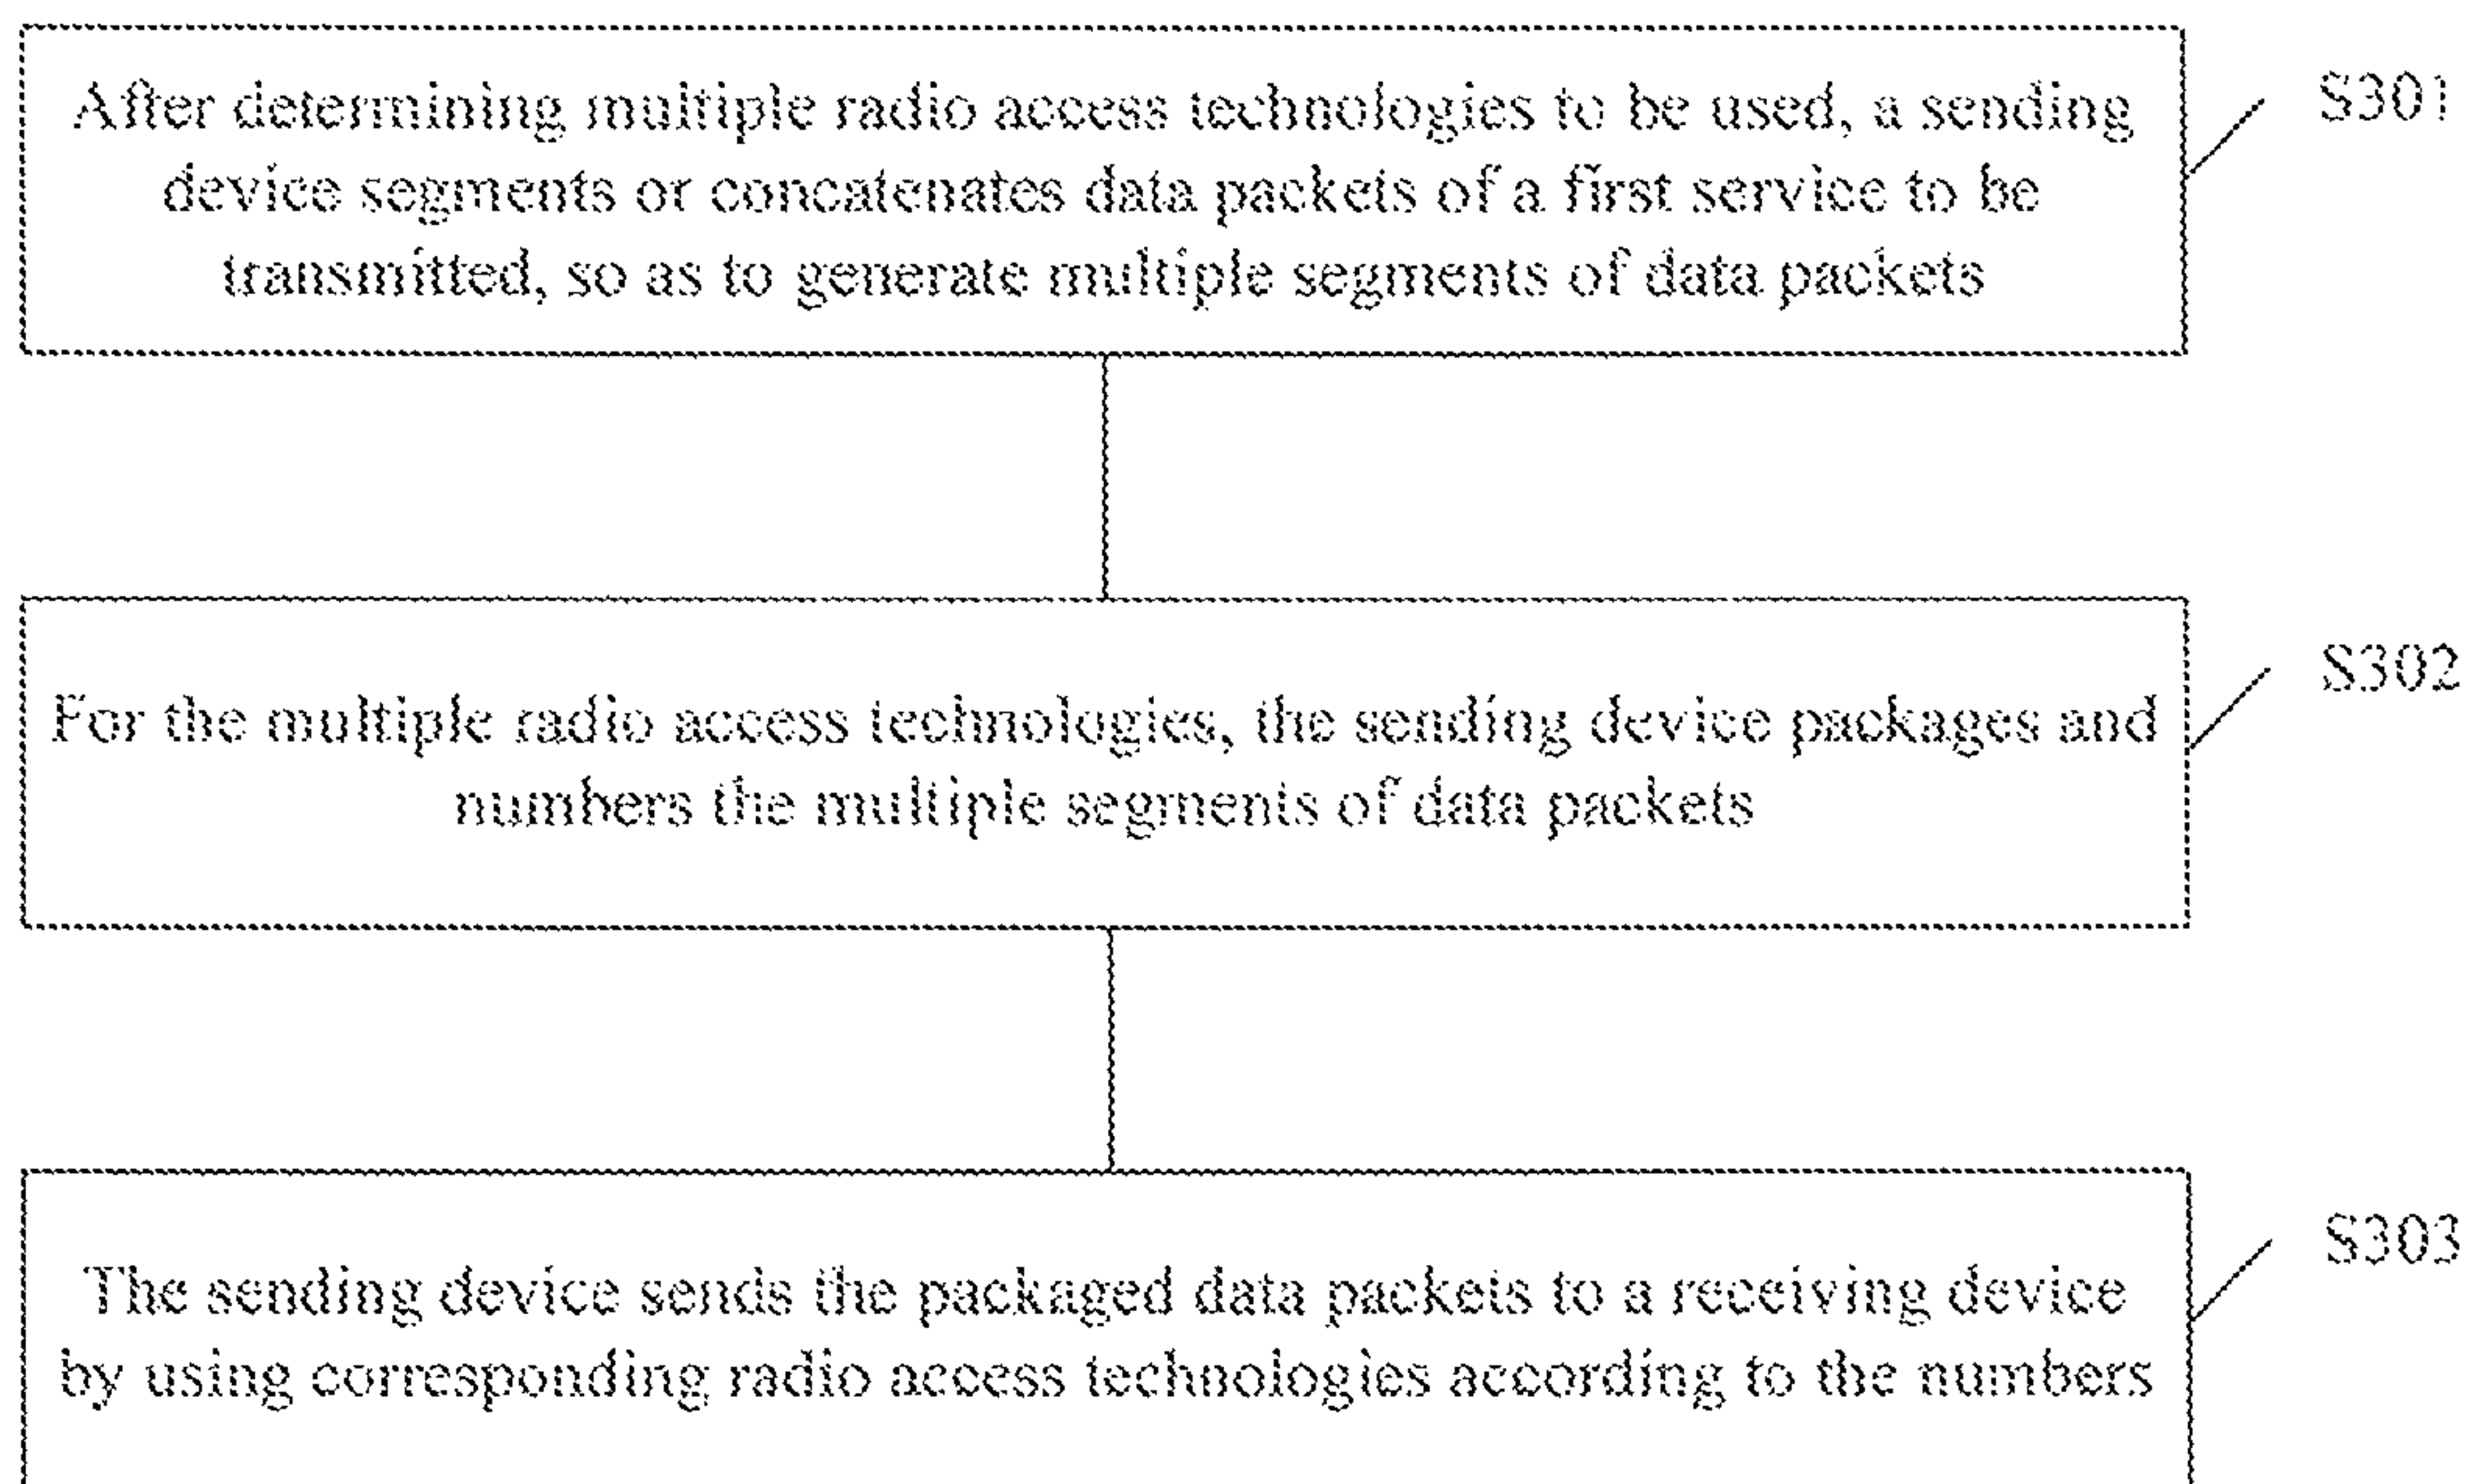 After determining multiple radio access technologies to be used, a sending
device segments or concatenates data packets of a first service to be
transmitted, so as to generate multiple segments of data packets
S301
For the multiple radio access technologies, the sending device packages and
numbers the multiple segments of data packets
S302
The sending device sends the packaged data packets to a receiving device
by using corresponding radio access technologies according to the numbers
S303